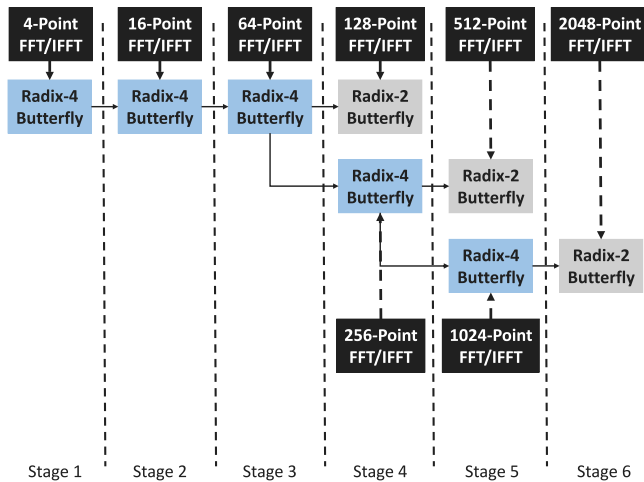 4-Point
FFT/IFFT
16-Point
FFT/IFFT
64-Point
FFT/IFFT
128-Point
FFT/IFFT
512-Point
FFT/IFFT
2048-Point
FFT/IFFT
Radix-4
Butterfly
Radix-4
Butterfly
Radix-4
Butterfly
Radix-2
Butterfly
Radix-4
Butterfly
Radix-2
Butterfly
Radix-4
Butterfly
Radix-2
Butterfly
256-Point
FFT/IFFT
1024-Point
FFT/IFFT
Stage 1
Stage 2
Stage 3
Stage 4
Stage 5
Stage 6